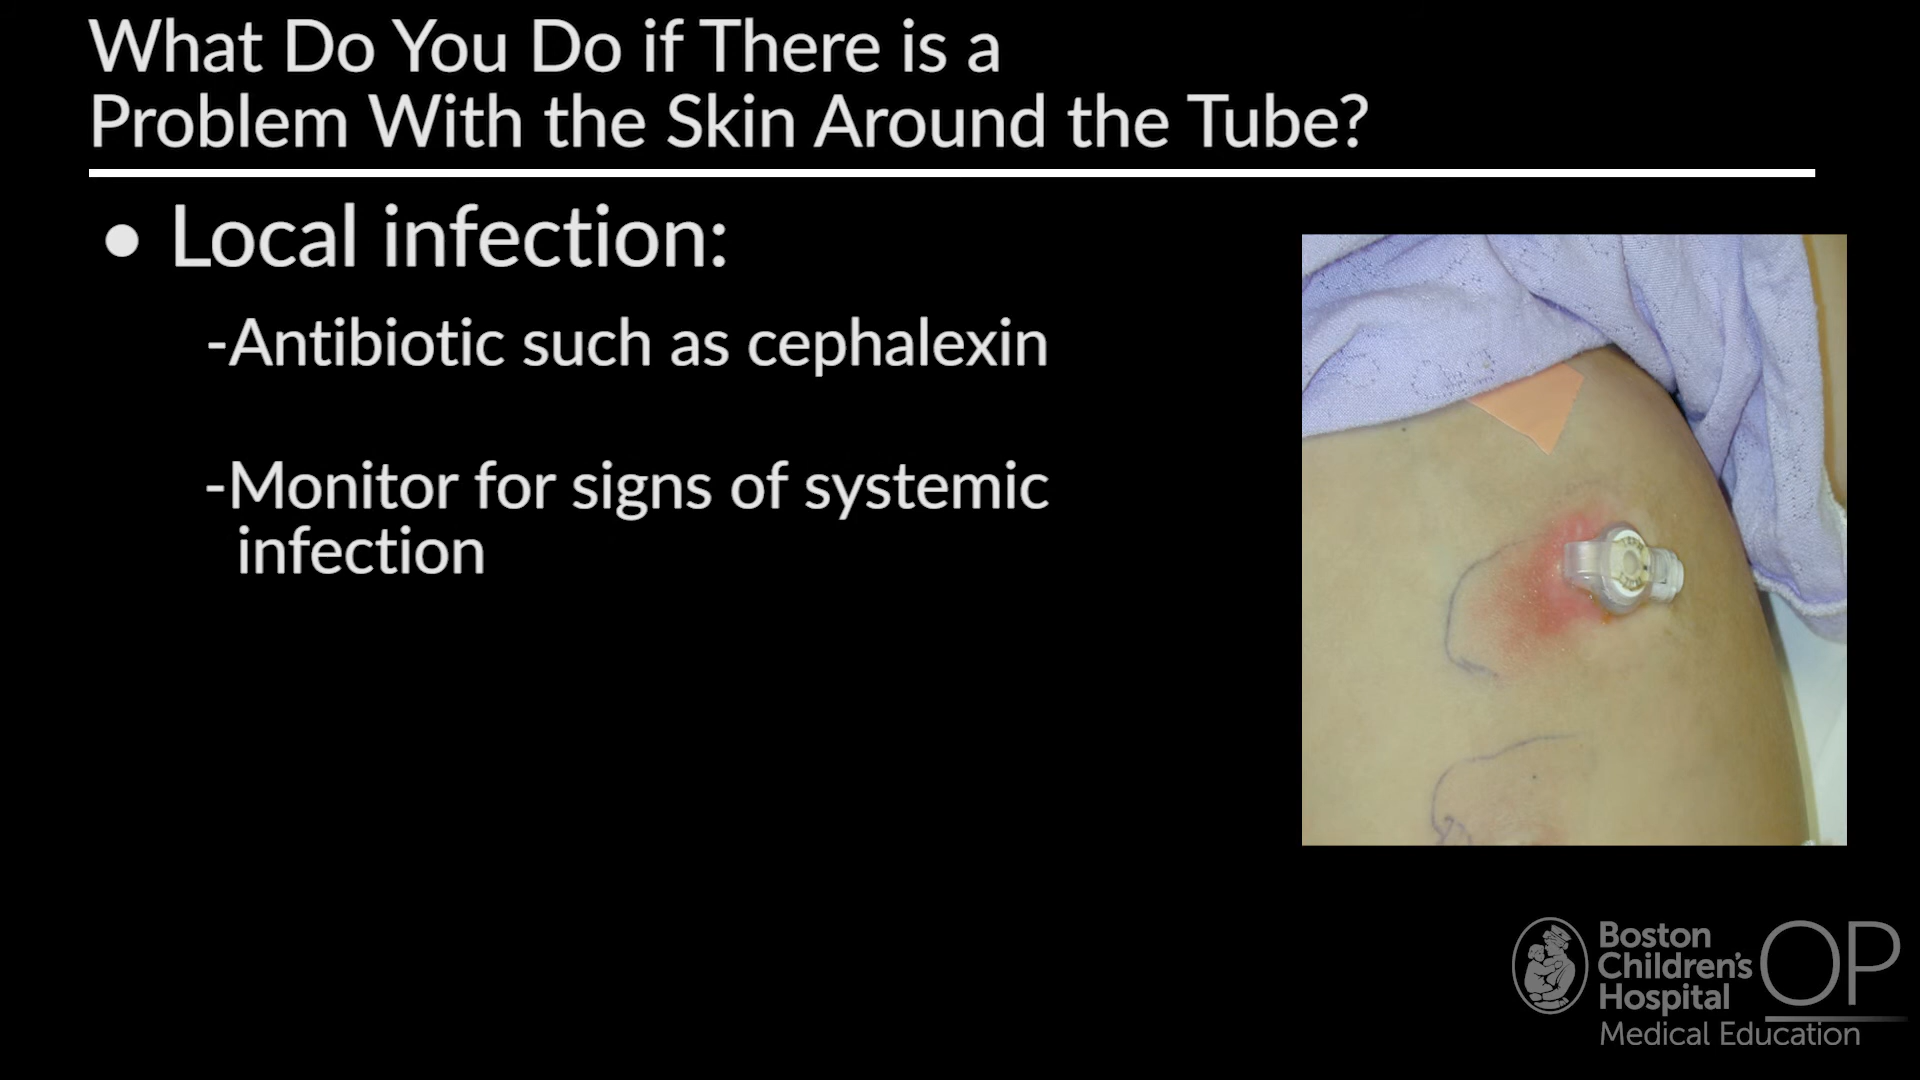 What Do You Do if There is a
Problem With the Skin Around the Tube?
• Local infection:
-Antibiotic such as cephalexin
-Monitor for signs of systemic
infection
Boston
Children's
Hospital
OP
Medical Education